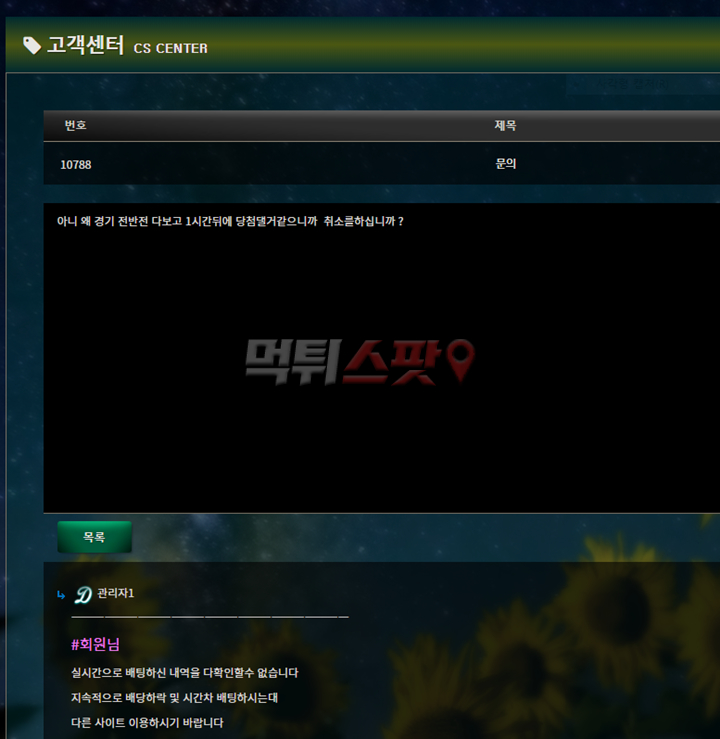 고객센터 CS CENTER
번호 제목
10788 문의
아니 왜 경기 전반전 다보고 1시간뒤에 당첨댈거같으니까 취소를하십니까 ?
먹튀스팟
목록
관리자1
#회원님
실시간으로 배팅하신 내역을 다확인할수 없습니다
지속적으로 배당하락 및 시간차 배팅하시는대
다른 사이트 이용하시기 바랍니다